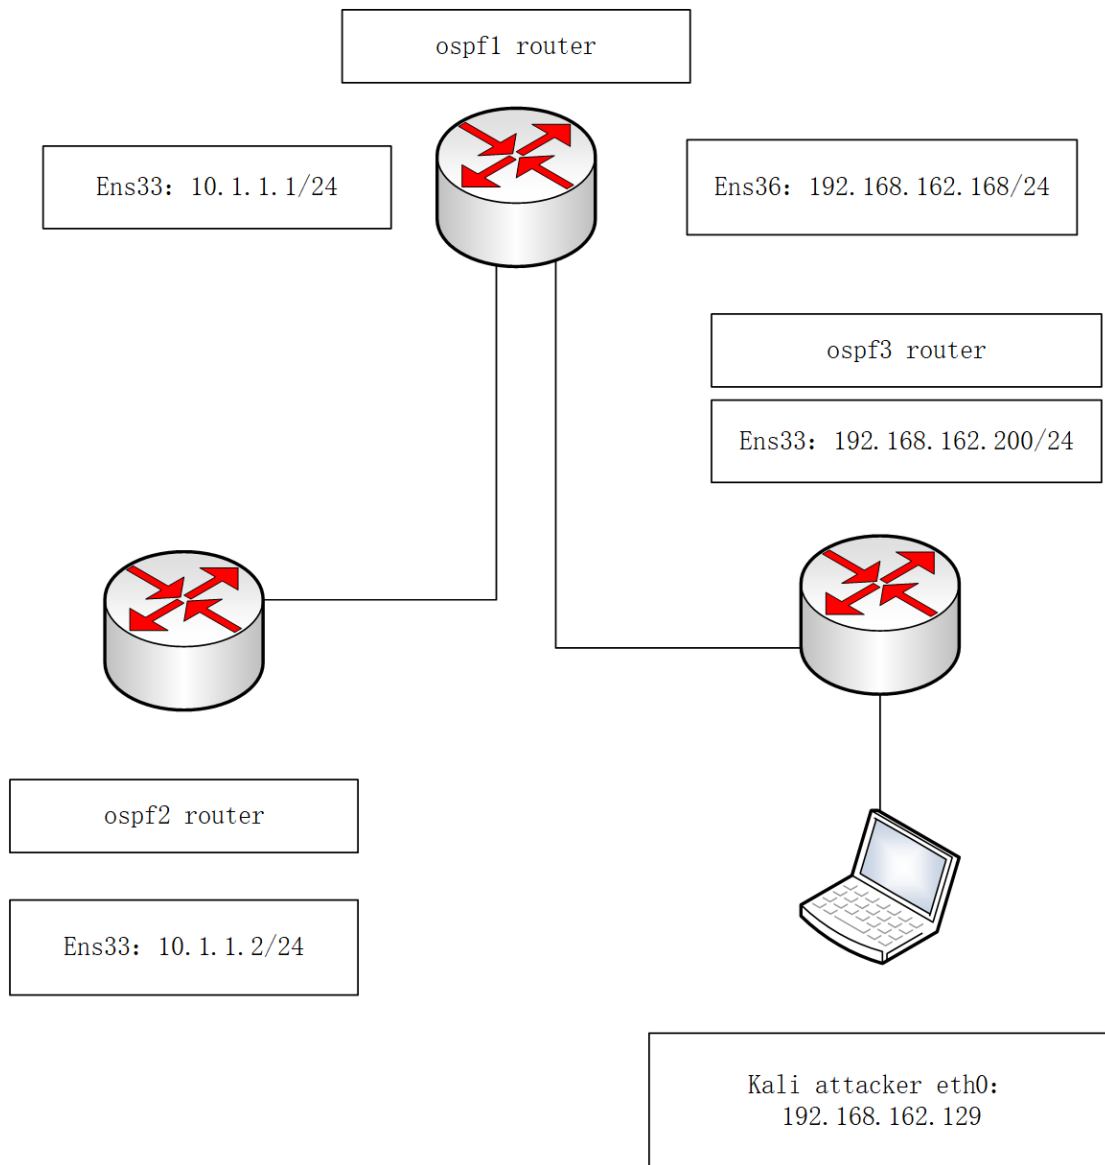 ospf1 router
Ens33：10.1.1.1/24
Ens36：192.168.162.168/24
ospf3 router
Ens33：192.168.162.200/24
ospf2 router
Ens33：10.1.1.2/24
Kali attacker eth0：
192.168.162.129